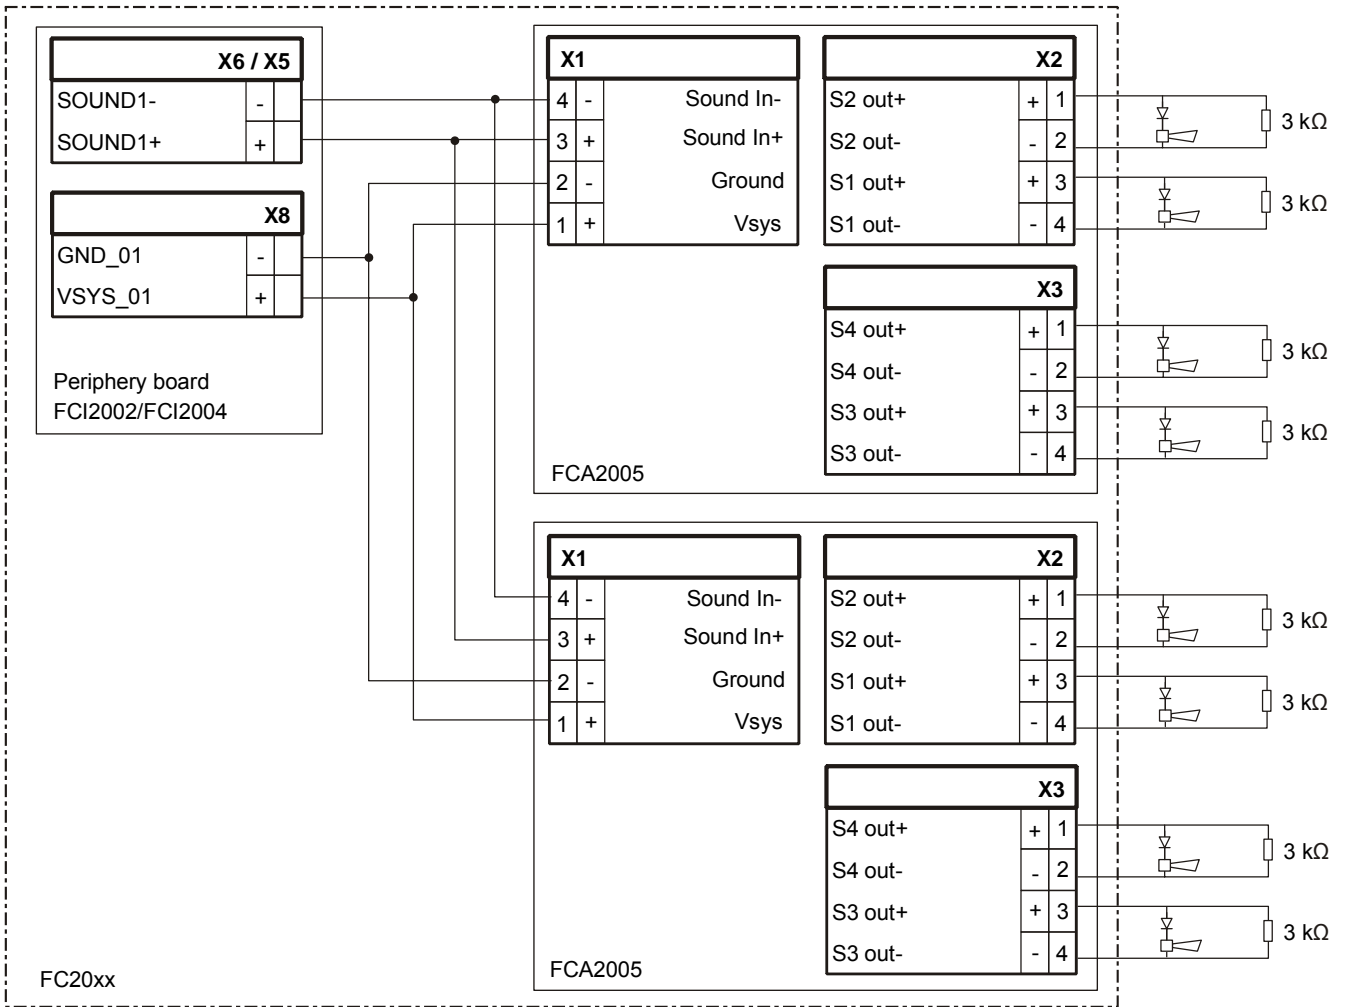 X6 / X5
SOUND1- -
SOUND1+ +
X8
GND_01 -
VSYS_01 +
Periphery board
FCI2002/FCI2004
X1
4 - Sound In-
3 + Sound In+
2 - Ground
1 + Vsys
X2
S2 out+ + 1
S2 out- - 2
S1 out+ + 3
S1 out- - 4
3 kΩ
3 kΩ
X3
S4 out+ + 1
S4 out- - 2
S3 out+ + 3
S3 out- - 4
3 kΩ
3 kΩ
FCA2005
X1
4 - Sound In-
3 + Sound In+
2 - Ground
1 + Vsys
X2
S2 out+ + 1
S2 out- - 2
S1 out+ + 3
S1 out- - 4
3 kΩ
3 kΩ
X3
S4 out+ + 1
S4 out- - 2
S3 out+ + 3
S3 out- - 4
3 kΩ
3 kΩ
FCA2005
FC20xx